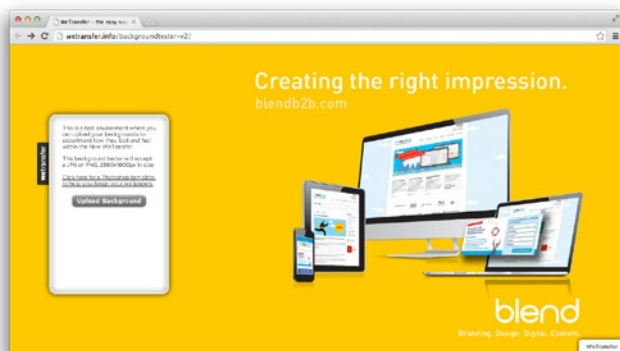 WeTransfer - the easy way
wetransfer.info/backgroundtester-v2/
Creating the right impression.
blendb2b.com
This is a test environment where you
can upload your backgrounds to
experiment how they look and feel
within the New WeTransfer
This background tester will accept
a JPG or PNG, 2560x1600px in size.
Click here for a Photoshop template
to help you design your wallpapers.
wetransfer
Upload Background
blend
Branding. Design. Digital. Content.
WeTransfer